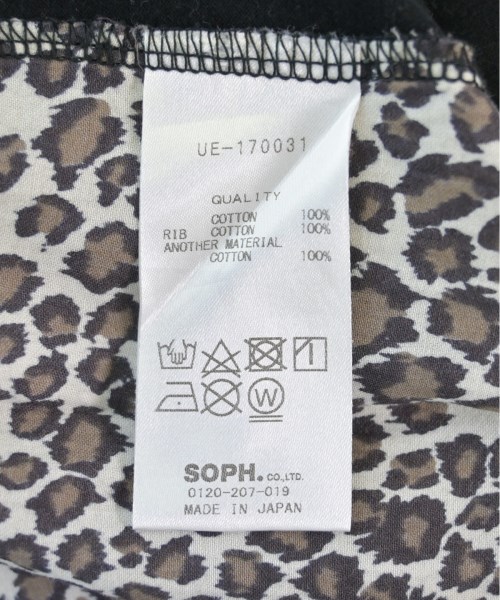 UE-170031
QUALITY
COTTON 100%
RIB COTTON 100%
ANOTHER MATERIAL
COTTON 100%
W
SOPH. CO.,LTD.
0120-207-019
MADE IN JAPAN